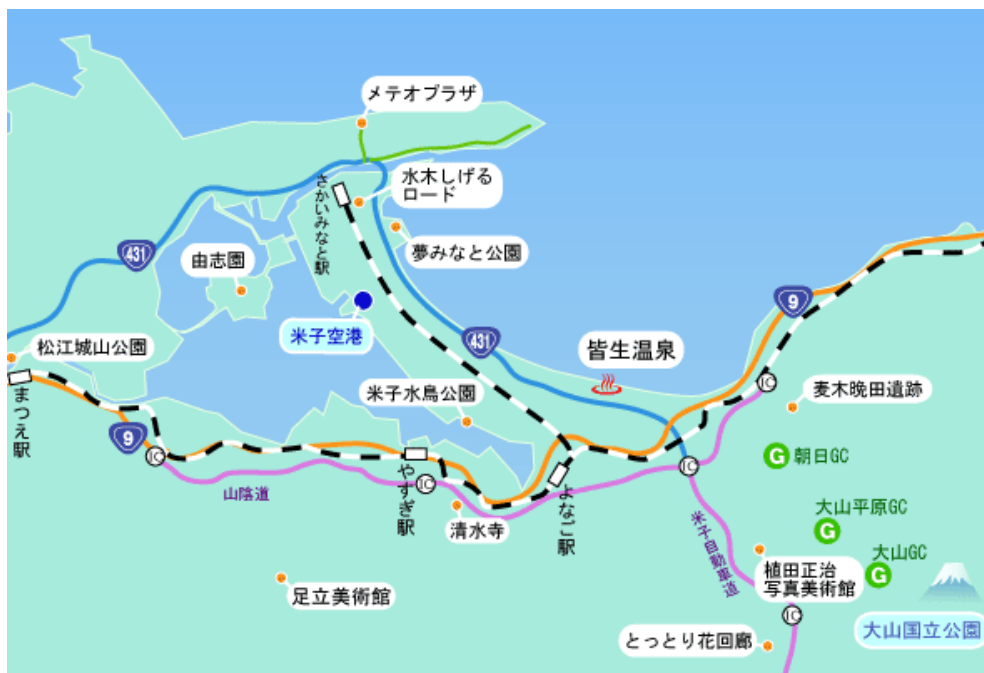 メテオプラザ
水木しげる
ロード
さかいみなと駅
夢みなと公園
431
由志園
9
米子空港
431
皆生温泉
松江城山公園
IC
米子水鳥公園
麦木晩田遺跡
まつえ駅
9
IC
朝日GC
G
やすぎ駅
IC
山陰道
よなご駅
IC
清水寺
米子自動車道
大山平原GC
G
大山GC
G
植田正治
写真美術館
足立美術館
IC
大山国立公園
とっとり花回廊